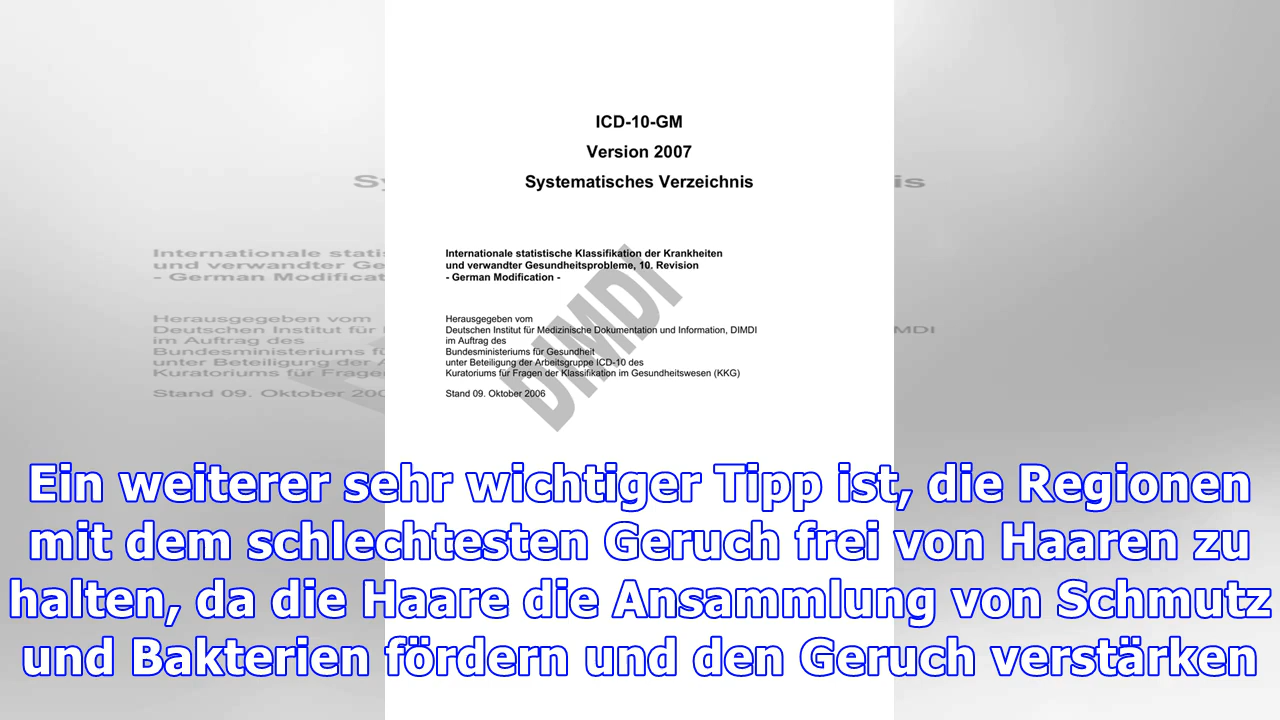 ICD-10-GM
Version 2007
Systematisches Verzeichnis
Internationale statistische Klassifikation der Krankheiten
und verwandter Gesundheitsprobleme, 10. Revision
- German Modification -
Herausgegeben vom
Deutschen Institut für Medizinische Dokumentation und Information, DIMDI
im Auftrag des
Bundesministeriums für Gesundheit
unter Beteiligung der Arbeitsgruppe ICD-10 des
Kuratoriums für Fragen der Klassifikation im Gesundheitswesen (KKG)
Stand 09. Oktober 2006
DIMDI
Ein weiterer sehr wichtiger Tipp ist, die Regionen
mit dem schlechtesten Geruch frei von Haaren zu
halten, da die Haare die Ansammlung von Schmutz
und Bakterien fördern und den Geruch verstärken